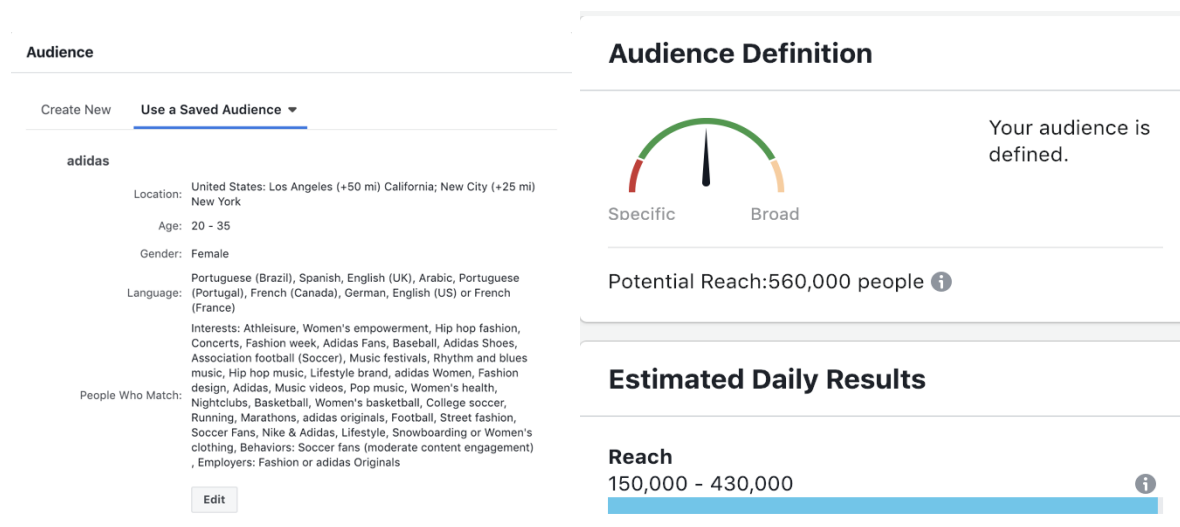 Audience
Create New
Use a Saved Audience
adidas
Location:
United States: Los Angeles (+50 mi) California; New City (+25 mi)
New York
Age: 20 - 35
Gender: Female
Language:
Portuguese (Brazil), Spanish, English (UK), Arabic, Portuguese
(Portugal), French (Canada), German, English (US) or French
(France)
People Who Match:
Interests: Athleisure, Women's empowerment, Hip hop fashion,
Concerts, Fashion week, Adidas Fans, Baseball, Adidas Shoes,
Association football (Soccer), Music festivals, Rhythm and blues
music, Hip hop music, Lifestyle brand, adidas Women, Fashion
design, Adidas, Music videos, Pop music, Women's health,
Nightclubs, Basketball, Women's basketball, College soccer,
Running, Marathons, adidas originals, Football, Street fashion,
Soccer Fans, Nike & Adidas, Lifestyle, Snowboarding or Women's
clothing, Behaviors: Soccer fans (moderate content engagement)
, Employers: Fashion or adidas Originals
Edit
Audience Definition
Your audience is
defined.
Specific
Broad
Potential Reach:560,000 people
Estimated Daily Results
Reach
150,000 - 430,000